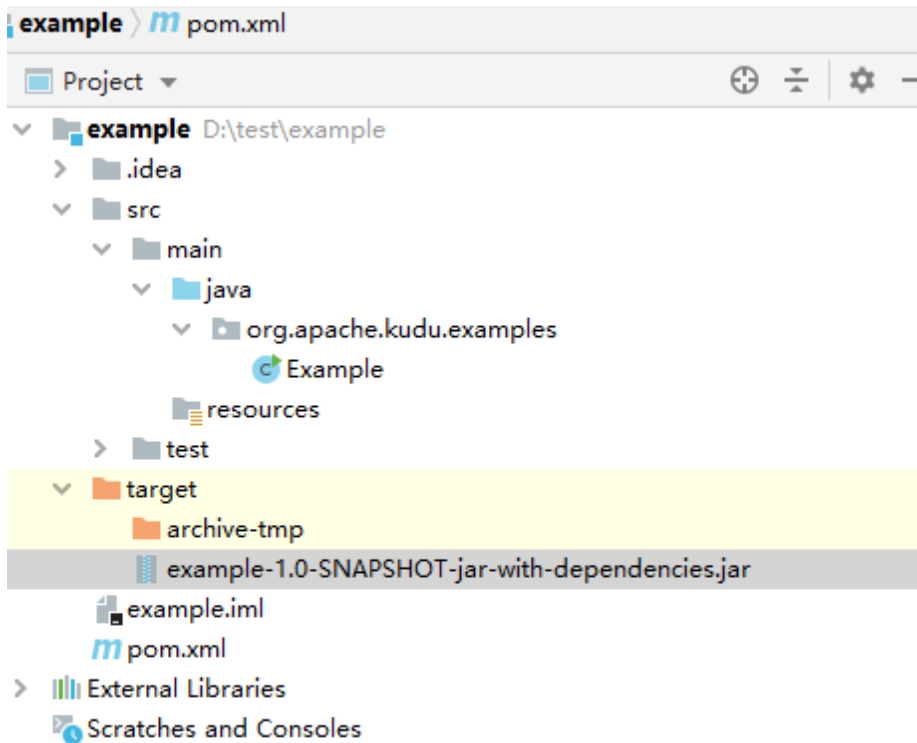 example pom.xml
Project
example D:\test\example
.idea
src
main
java
org.apache.kudu.examples
Example
resources
test
target
archive-tmp
example-1.0-SNAPSHOT-jar-with-dependencies.jar
example.iml
pom.xml
External Libraries
Scratches and Consoles